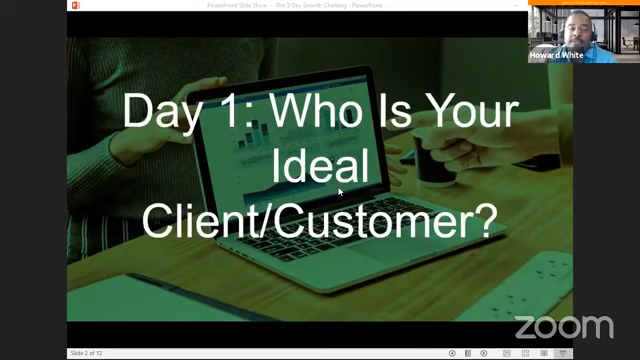 PowerPoint Slide Show - The 5 Day Growth Challeng - PowerPoint
Howard White
Day 1: Who Is Your
Ideal
Client/Customer?
zoom
Slide 2 of 12